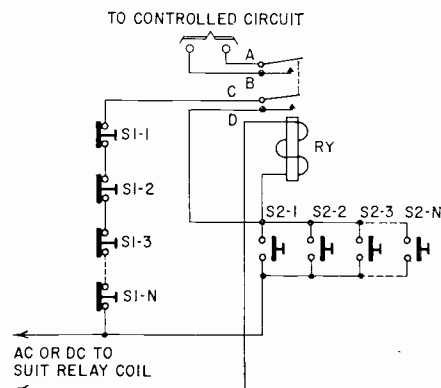 TO CONTROLLED CIRCUIT
A
B
C
D
S1-1
RY
S1-2
S2-1 S2-2 S2-3 S2-N
S1-3
S1-N
AC OR DC TO
SUIT RELAY COIL